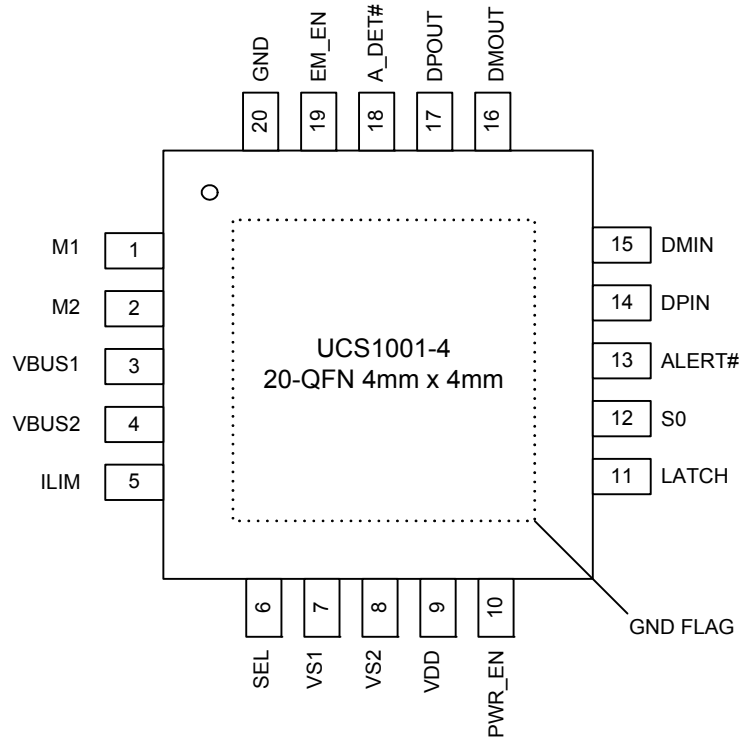 GND
EM_EN
A_DET#
DPOUT
DMOUT
20
19
18
17
16
M1 1
M2 2
VBUS1 3
VBUS2 4
ILIM 5
UCS1001-4
20-QFN 4mm x 4mm
15 DMIN
14 DPIN
13 ALERT#
12 S0
11 LATCH
6
7
8
9
10
SEL
VS1
VS2
VDD
PWR_EN
GND FLAG